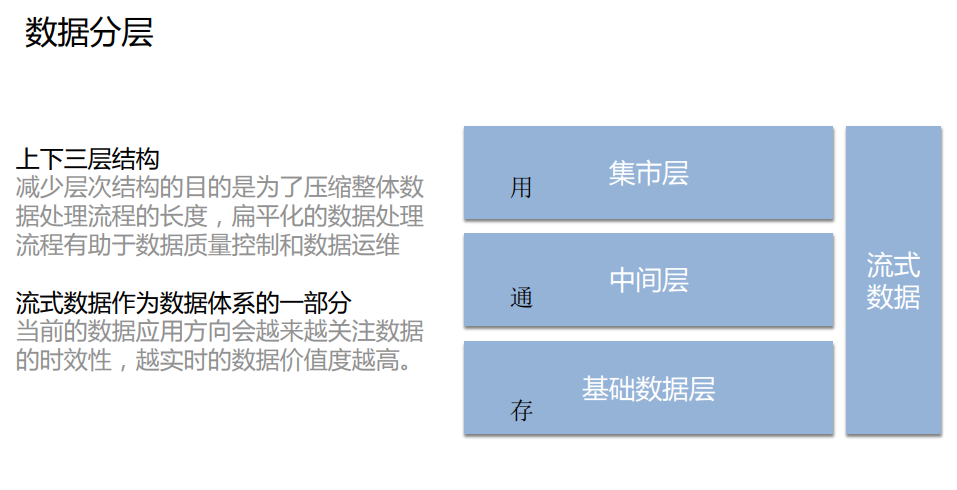 数据分层
上下三层结构
减少层次结构的目的是为了压缩整体数
据处理流程的长度，扁平化的数据处理
流程有助于数据质量控制和数据运维
流式数据作为数据体系的一部分
当前的数据应用方向会越来越关注数据
的时效性，越实时的数据价值度越高。
用
集市层
通
中间层
存
基础数据层
流式
数据